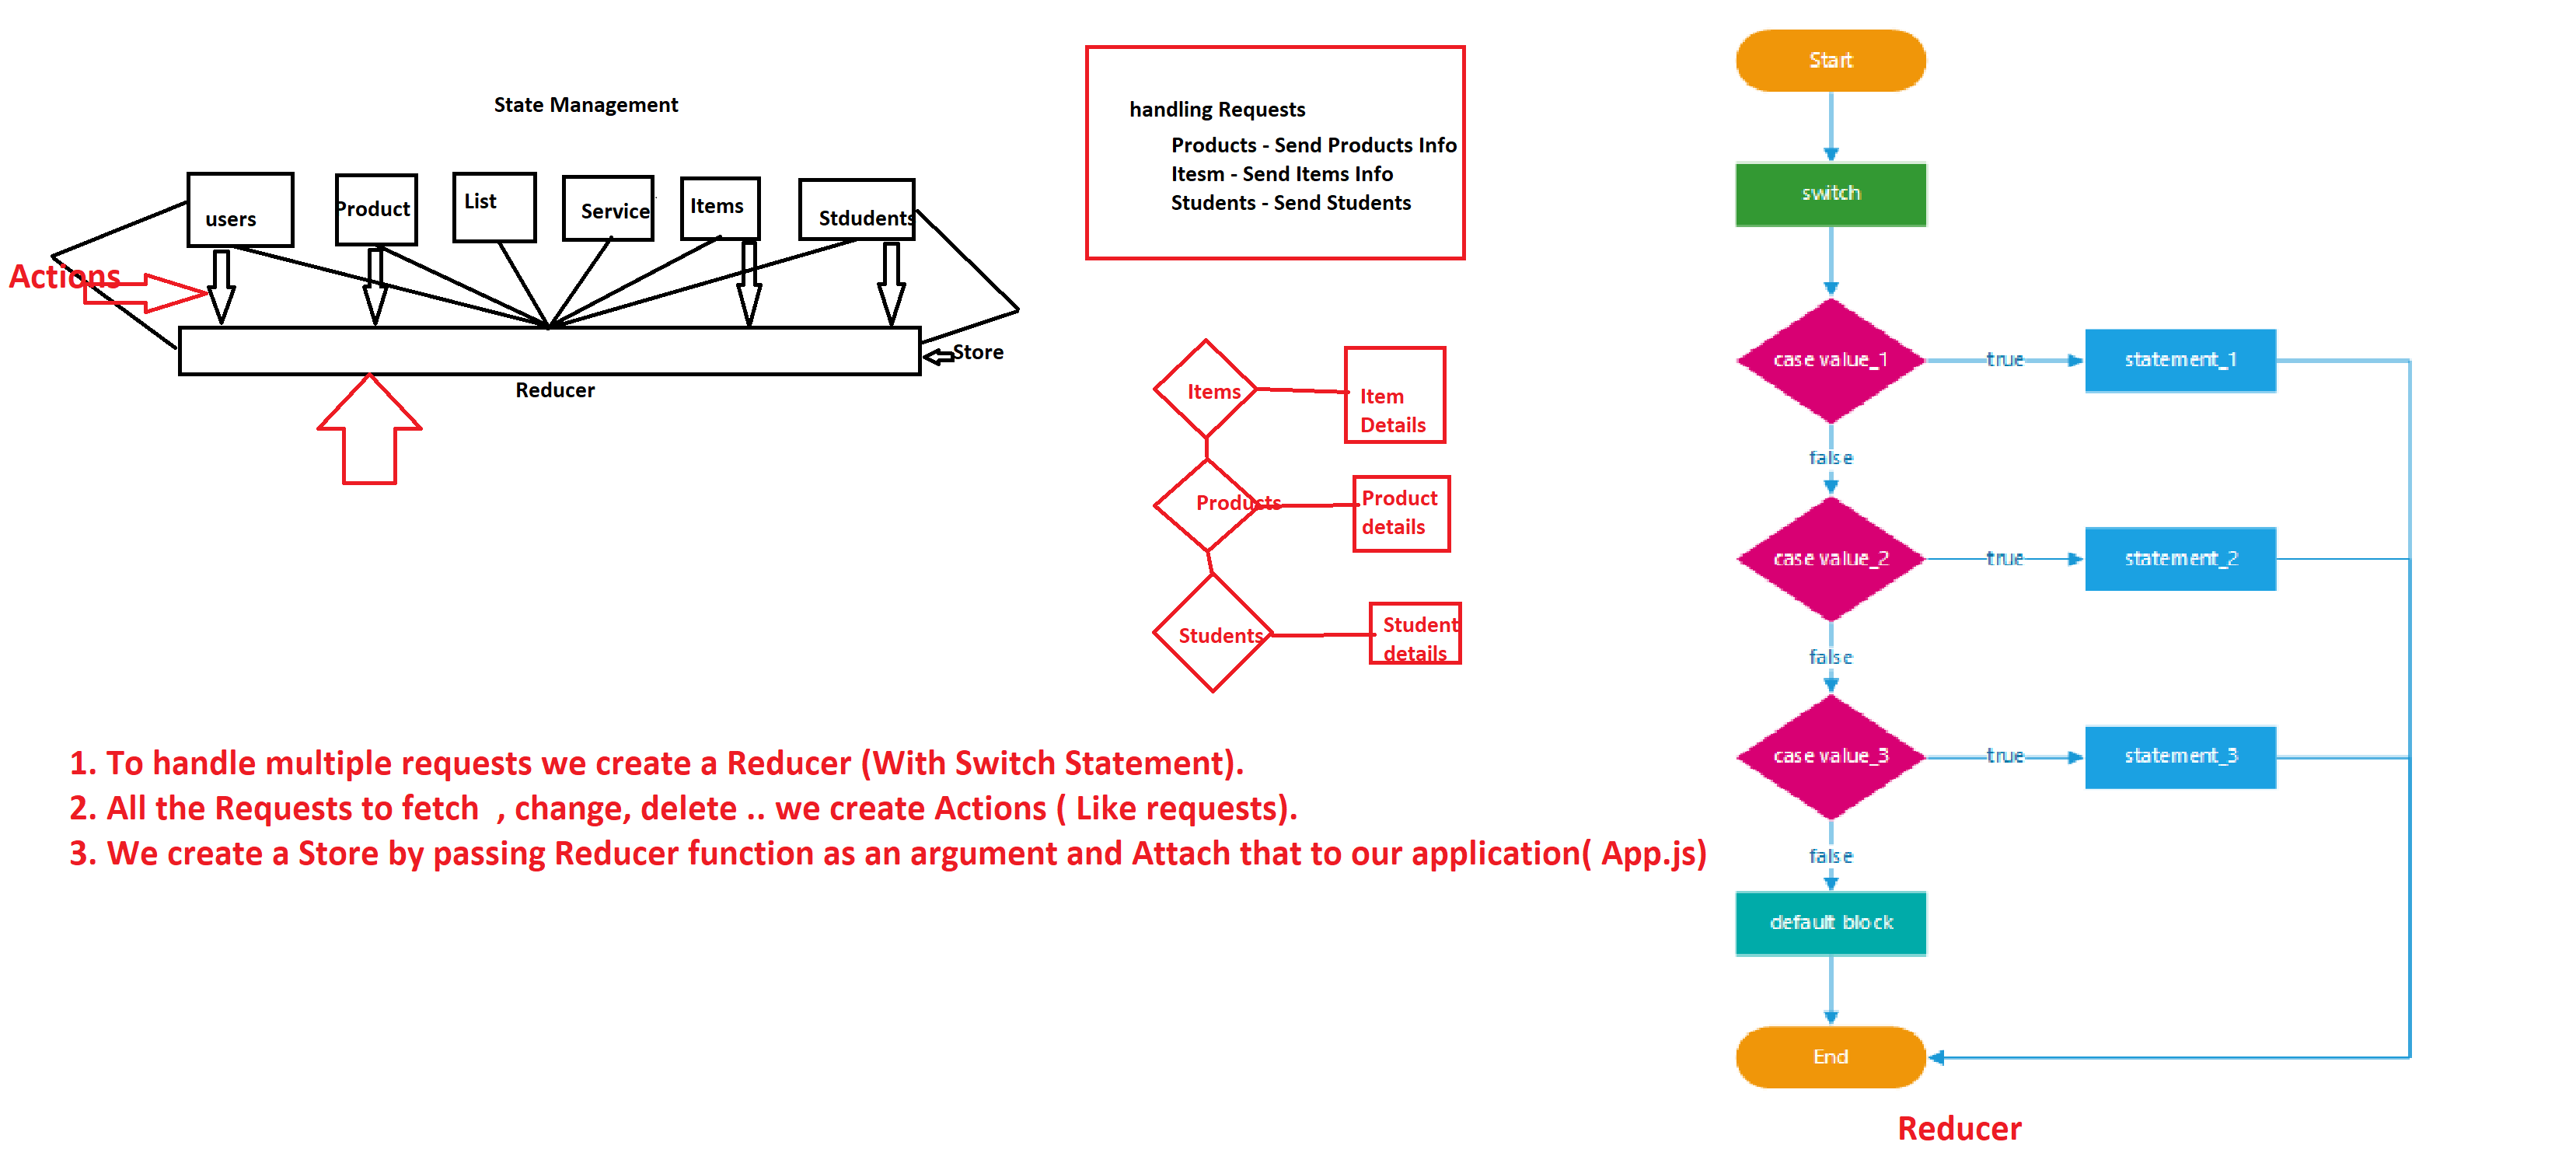 State Management
users
Product
List
Service
Items
Stdudents
Actions
Store
Reducer
handling Requests
Products - Send Products Info
Itesm - Send Items Info
Students - Send Students
Items
Item
Details
Products
Product
details
Students
Student
details
1. To handle multiple requests we create a Reducer (With Switch Statement).
2. All the Requests to fetch , change, delete .. we create Actions ( Like requests).
3. We create a Store by passing Reducer function as an argument and Attach that to our application( App.js)
Start
switch
case value_1
true
statement_1
false
case value_2
true
statement_2
false
case value_3
true
statement_3
false
default block
End
Reducer